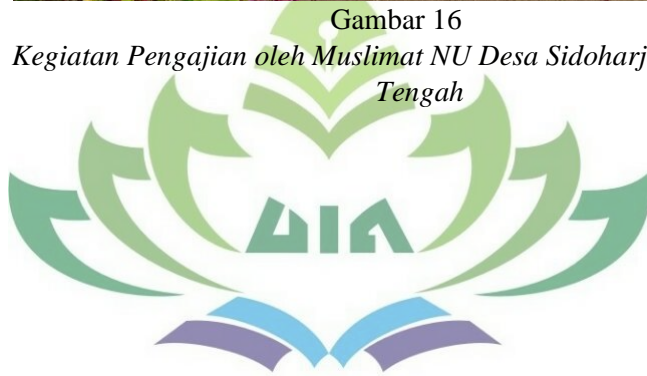 Gambar 16
Kegiatan Pengajian oleh Muslimat NU Desa Sidoharj
Tengah